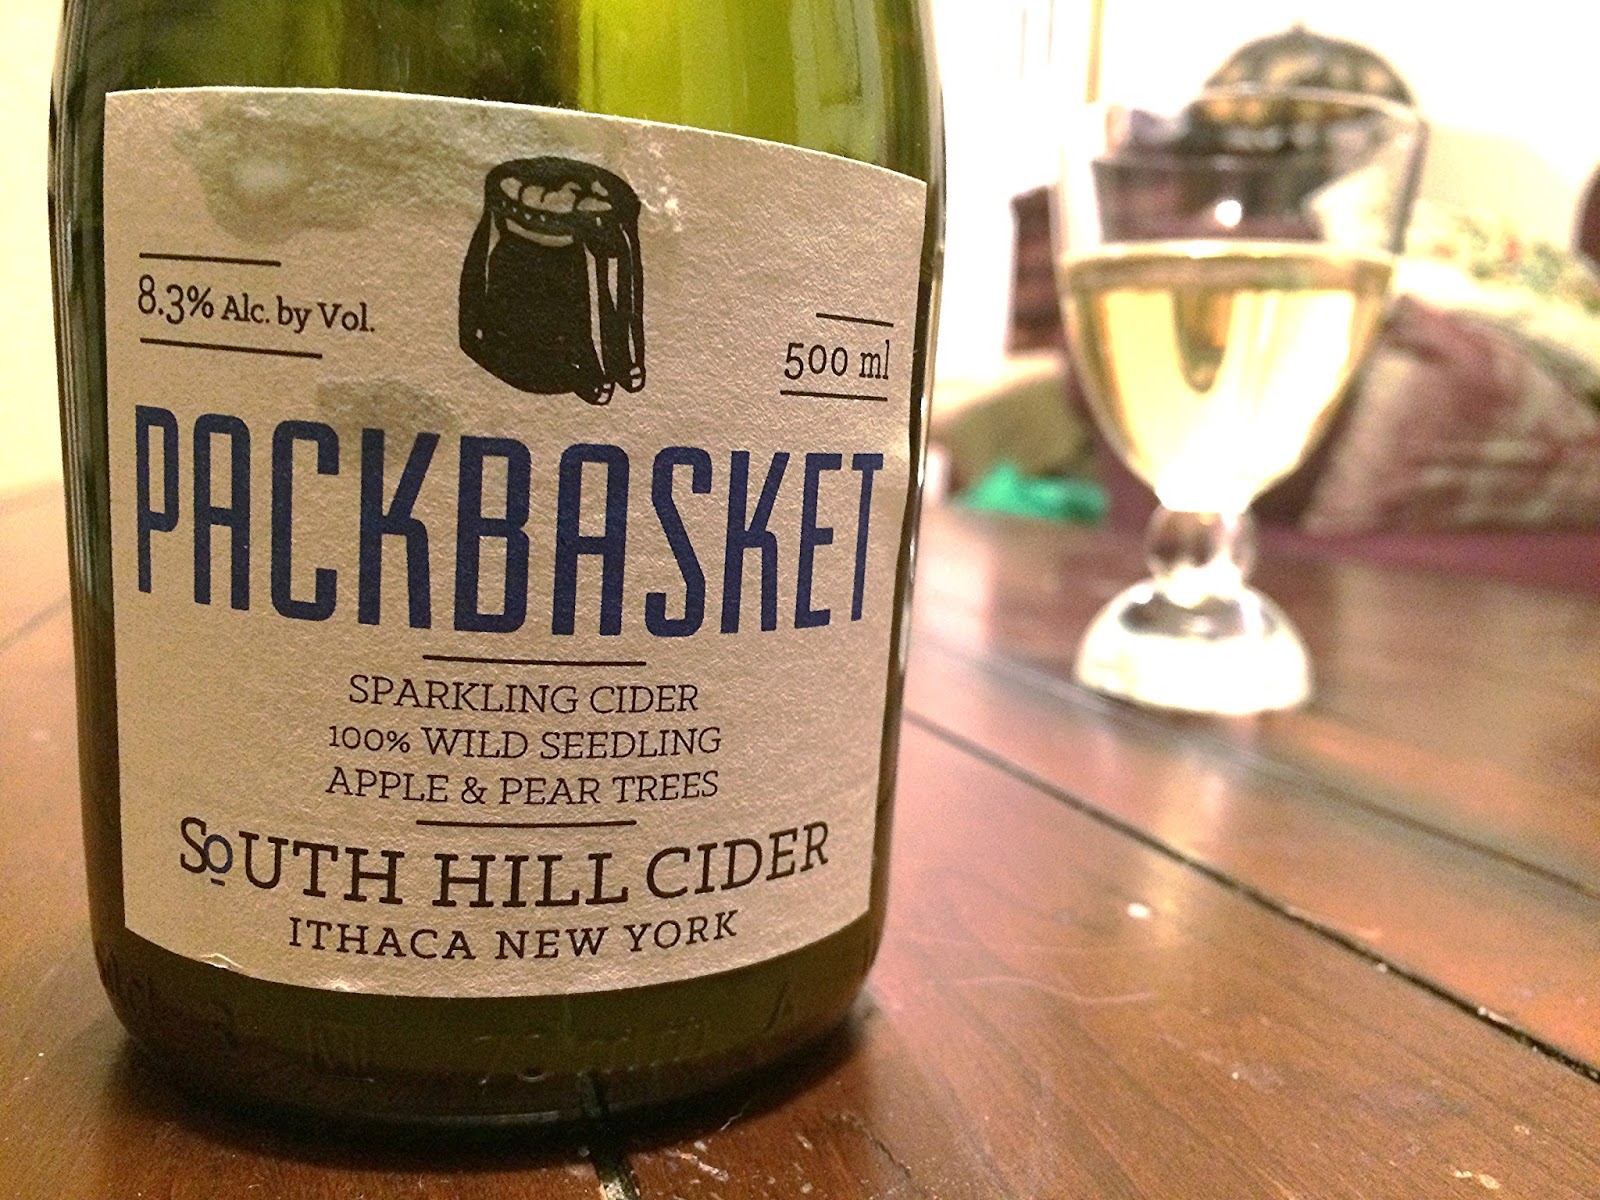 8.3% Alc. by Vol.
500 ml
PACKBASKET
SPARKLING CIDER
100% WILD SEEDLING
APPLE & PEAR TREES
SOUTH HILL CIDER
ITHACA NEW YORK